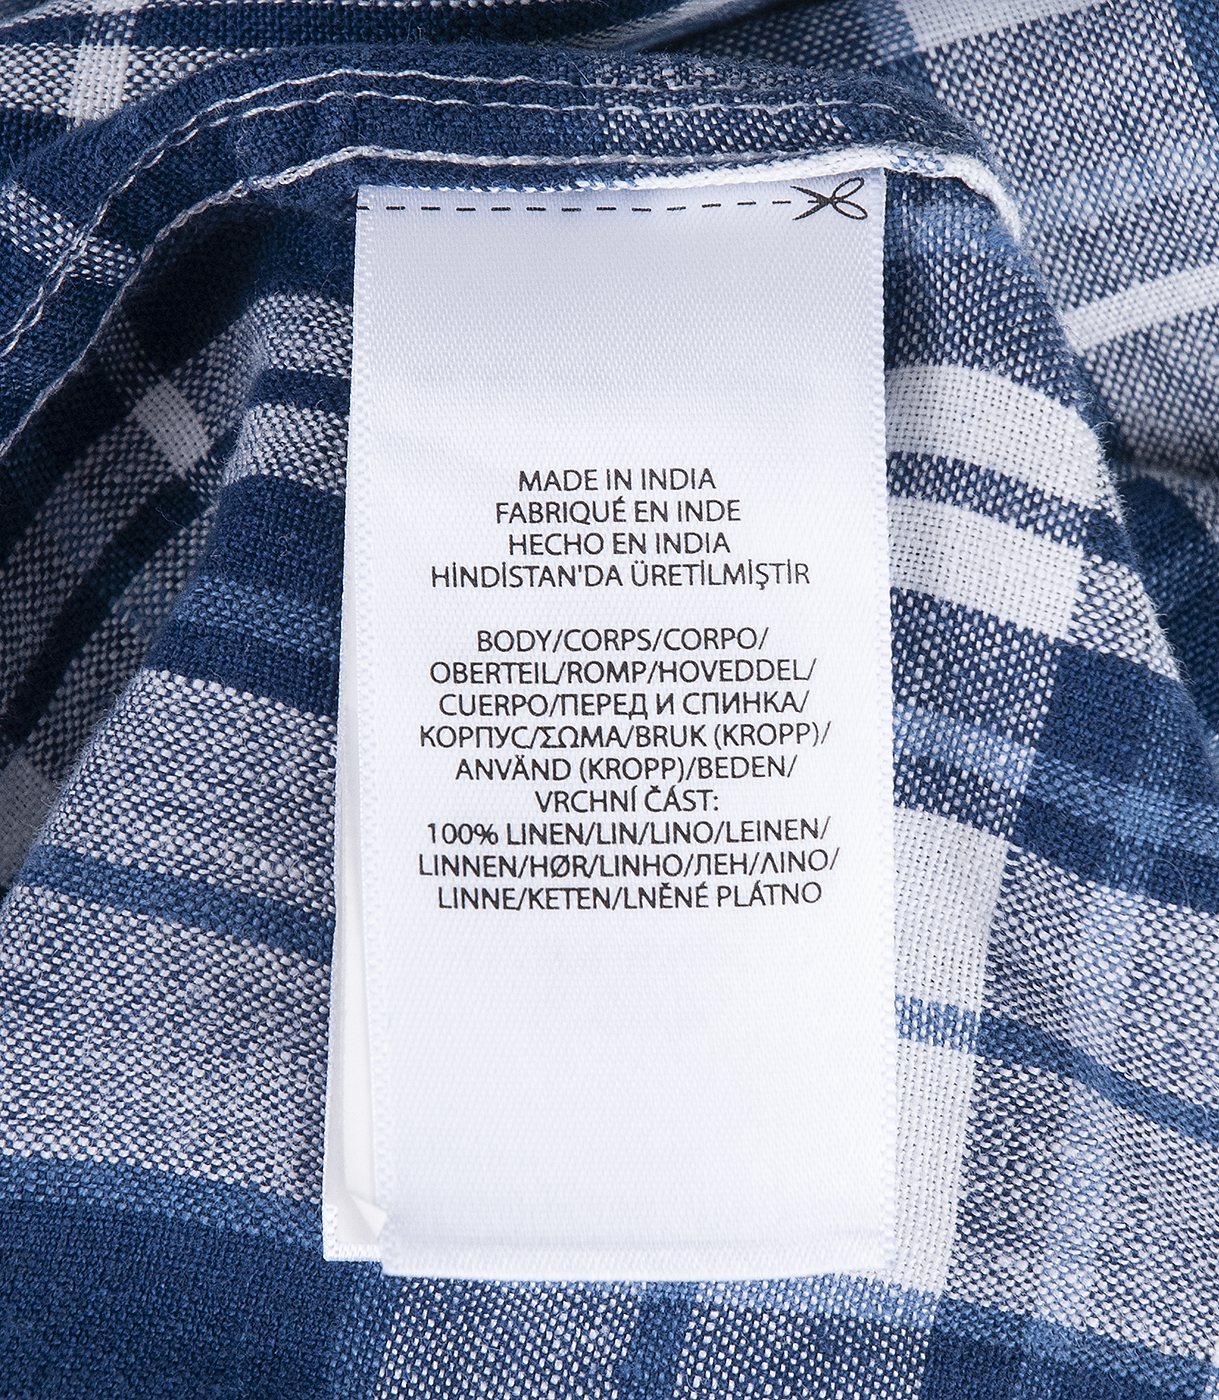 MADE IN INDIA
FABRIQUÉ EN INDE
HECHO EN INDIA
HİNDİSTAN'DA ÜRETİLMİŞTİR
BODY/CORPS/CORPO/
OBERTEIL/ROMP/HOVEDDEL/
CUERPO/ПЕРЕД И СПИНКА/
КОРПУС/ΣΩΜΑ/BRUK (KROPP)/
ANVÄND (KROPP)/BEDEN/
VRCHNÍ ČÁST:
100% LINEN/LIN/LINO/LEINEN/
LINNEN/HØR/LINHO/ЛЕН/ΛΙΝΟ/
LINNE/KETEN/LNĚNÉ PLÁTNO